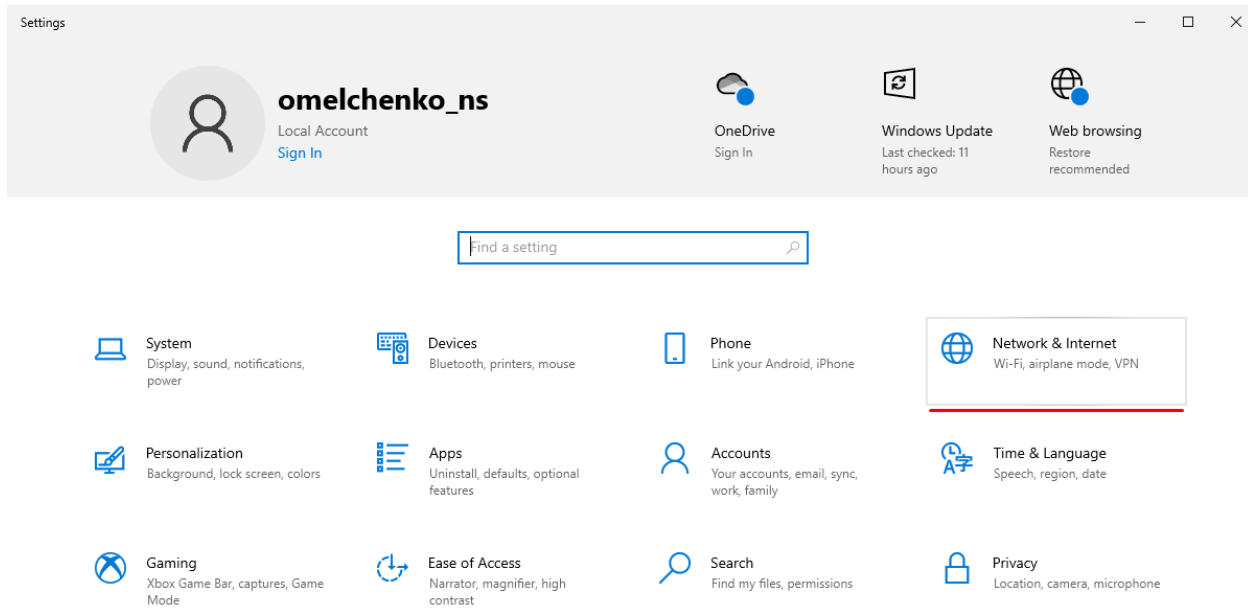 Settings
omelchenko_ns
Local Account
Sign In
OneDrive
Sign In
Windows Update
Last checked: 11
hours ago
Web browsing
Restore
recommended
Find a setting
System
Display, sound, notifications,
power
Devices
Bluetooth, printers, mouse
Phone
Link your Android, iPhone
Network & Internet
Wi-Fi, airplane mode, VPN
Personalization
Background, lock screen, colors
Apps
Uninstall, defaults, optional
features
Accounts
Your accounts, email, sync,
work, family
Time & Language
Speech, region, date
Gaming
Xbox Game Bar, captures, Game
Mode
Ease of Access
Narrator, magnifier, high
contrast
Search
Find my files, permissions
Privacy
Location, camera, microphone